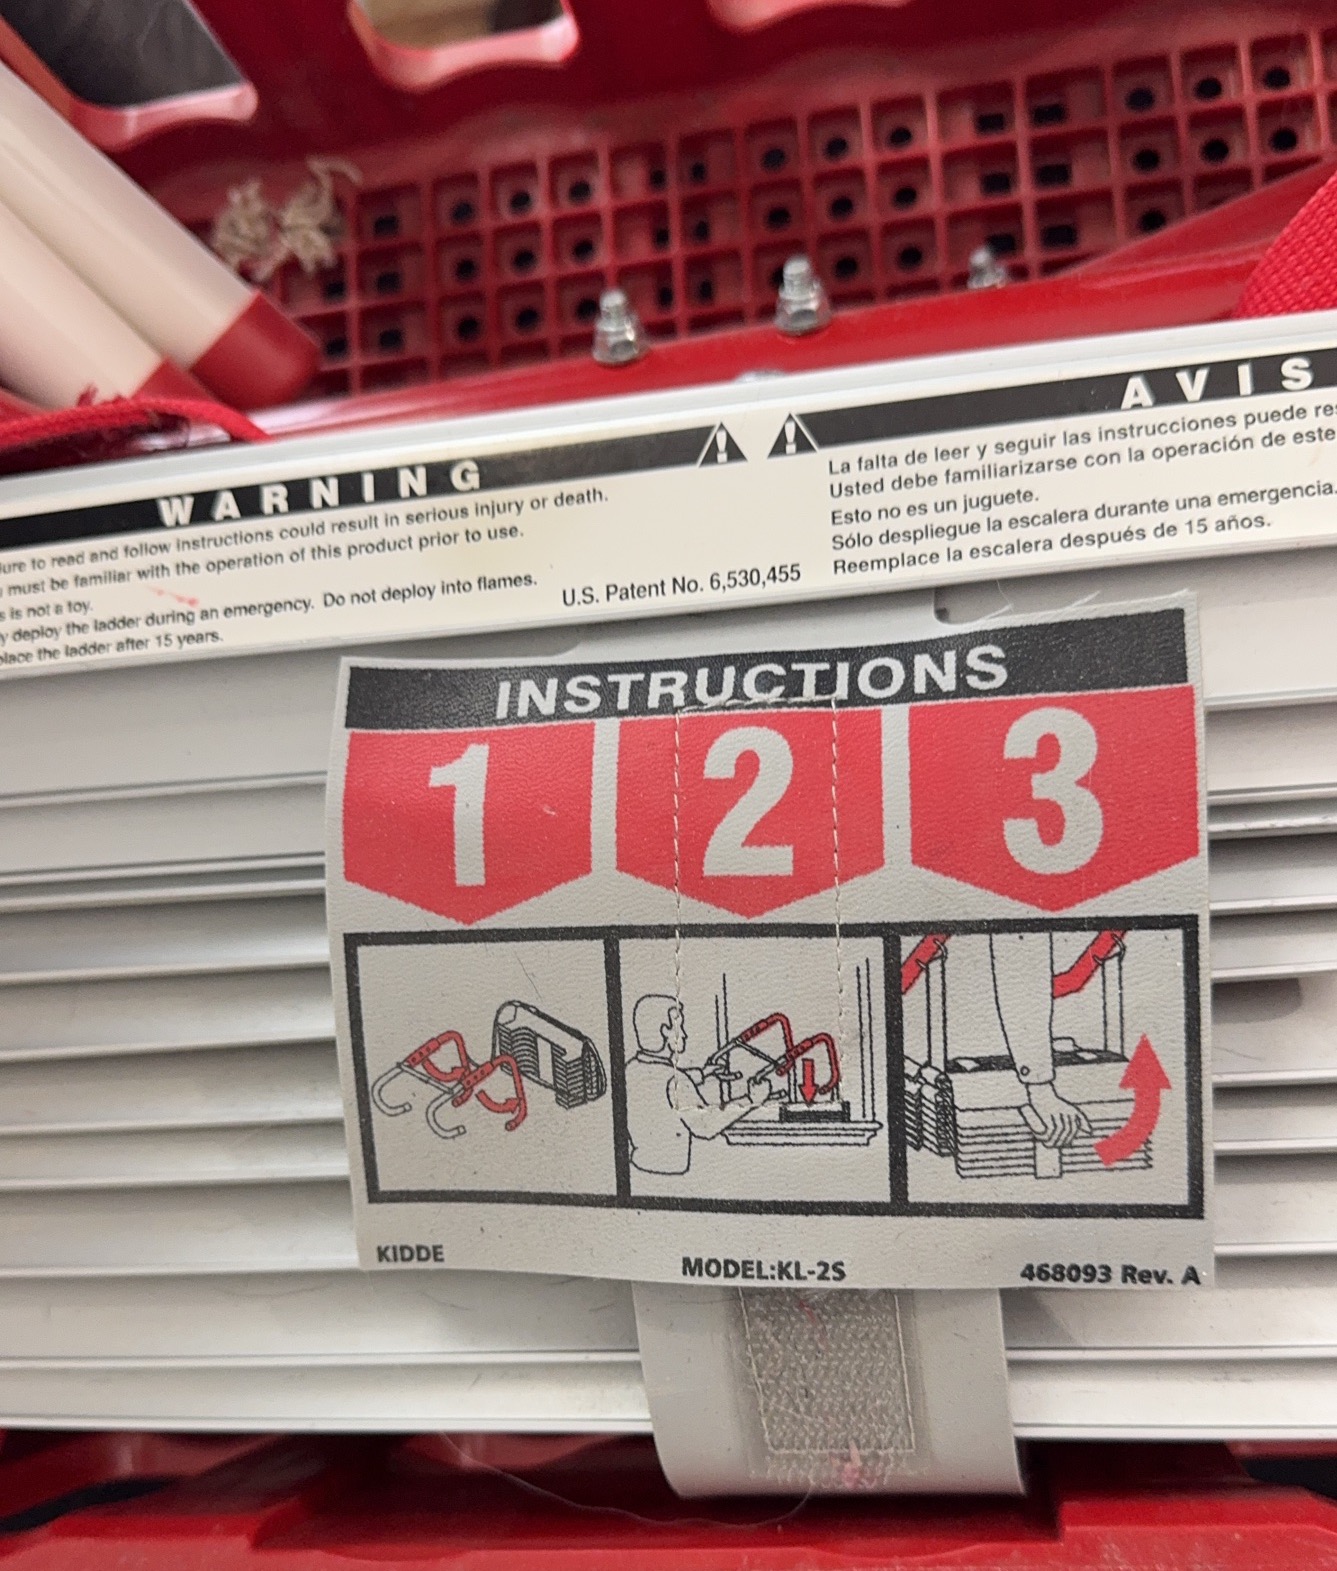 WARNING
lure to read and follow instructions could result in serious injury or death.
must be familiar with the operation of this product prior to use.
s is not a toy.
y deploy the ladder during an emergency. Do not deploy into flames.
place the ladder after 15 years.
U.S. Patent No. 6,530,455
AVIS
La falta de leer y seguir las instrucciones puede re
Usted debe familiarizarse con la operación de este
Esto no es un juguete.
Sólo despliegue la escalera durante una emergencia.
Reemplace la escalera después de 15 años.
INSTRUCTIONS
1 2 3
KIDDE MODEL:KL-2S 468093 Rev. A